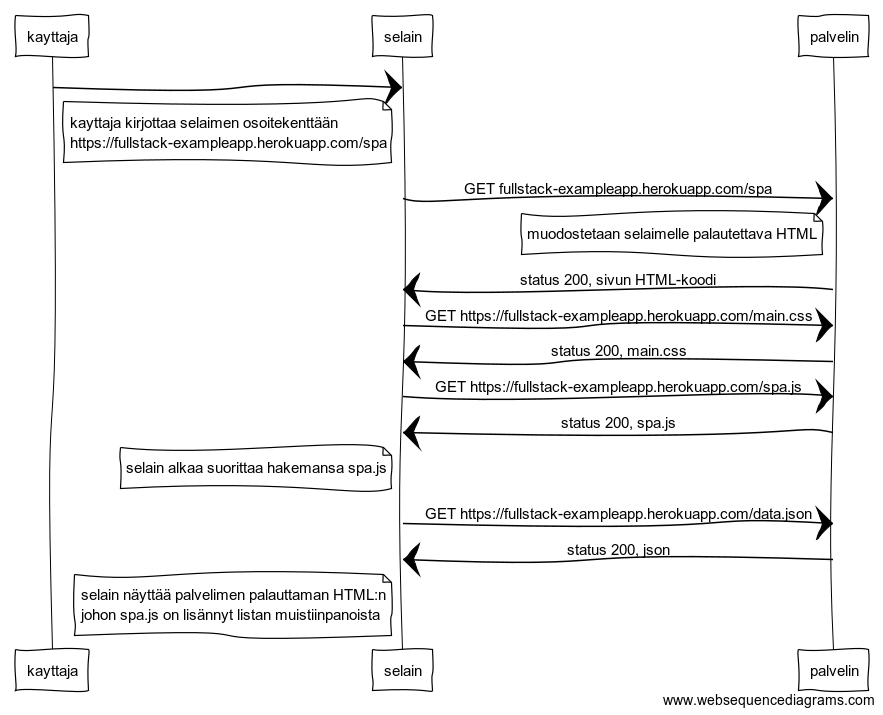 kayttaja
selain
palvelin
kayttaja kirjottaa selaimen osoitekenttään
https://fullstack-exampleapp.herokuapp.com/spa
GET fullstack-exampleapp.herokuapp.com/spa
muodostetaan selaimelle palautettava HTML
status 200, sivun HTML-koodi
GET https://fullstack-exampleapp.herokuapp.com/main.css
status 200, main.css
GET https://fullstack-exampleapp.herokuapp.com/spa.js
status 200, spa.js
selain alkaa suorittaa hakemansa spa.js
GET https://fullstack-exampleapp.herokuapp.com/data.json
status 200, json
selain näyttää palvelimen palauttaman HTML:n
johon spa.js on lisännyt listan muistiinpanoista
kayttaja
selain
palvelin
www.websequencediagrams.com